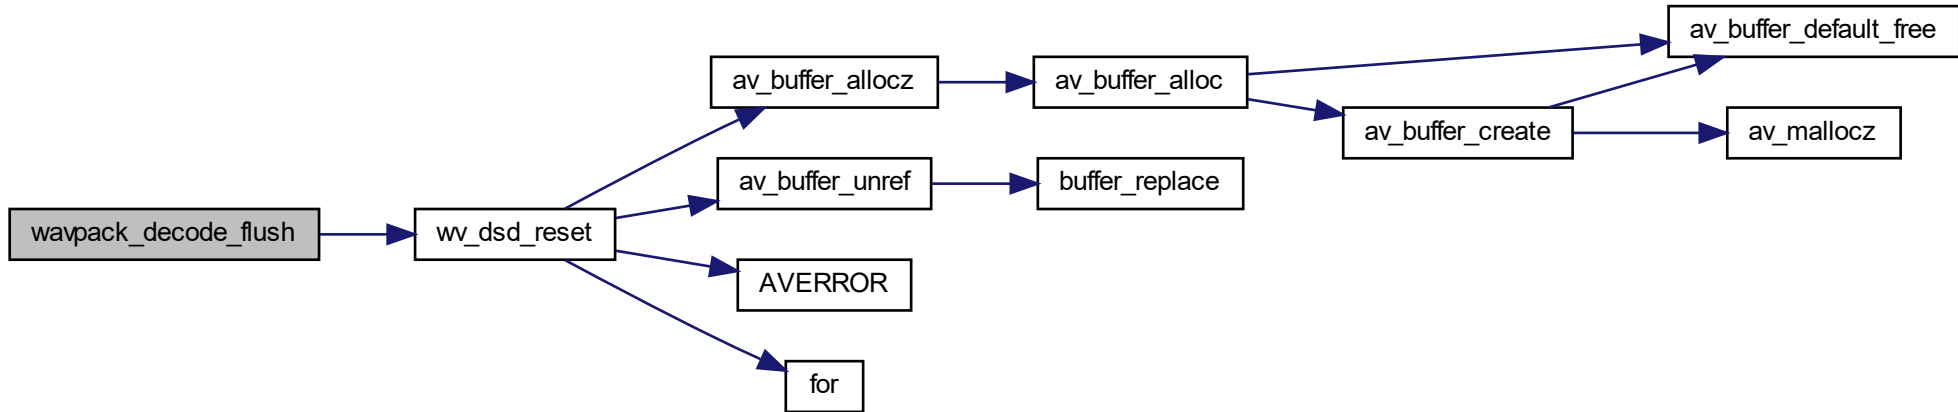 av_buffer_default_free
av_buffer_allocz
av_buffer_alloc
av_buffer_create
av_mallocz
av_buffer_unref
buffer_replace
wavpack_decode_flush
wv_dsd_reset
AVERROR
for